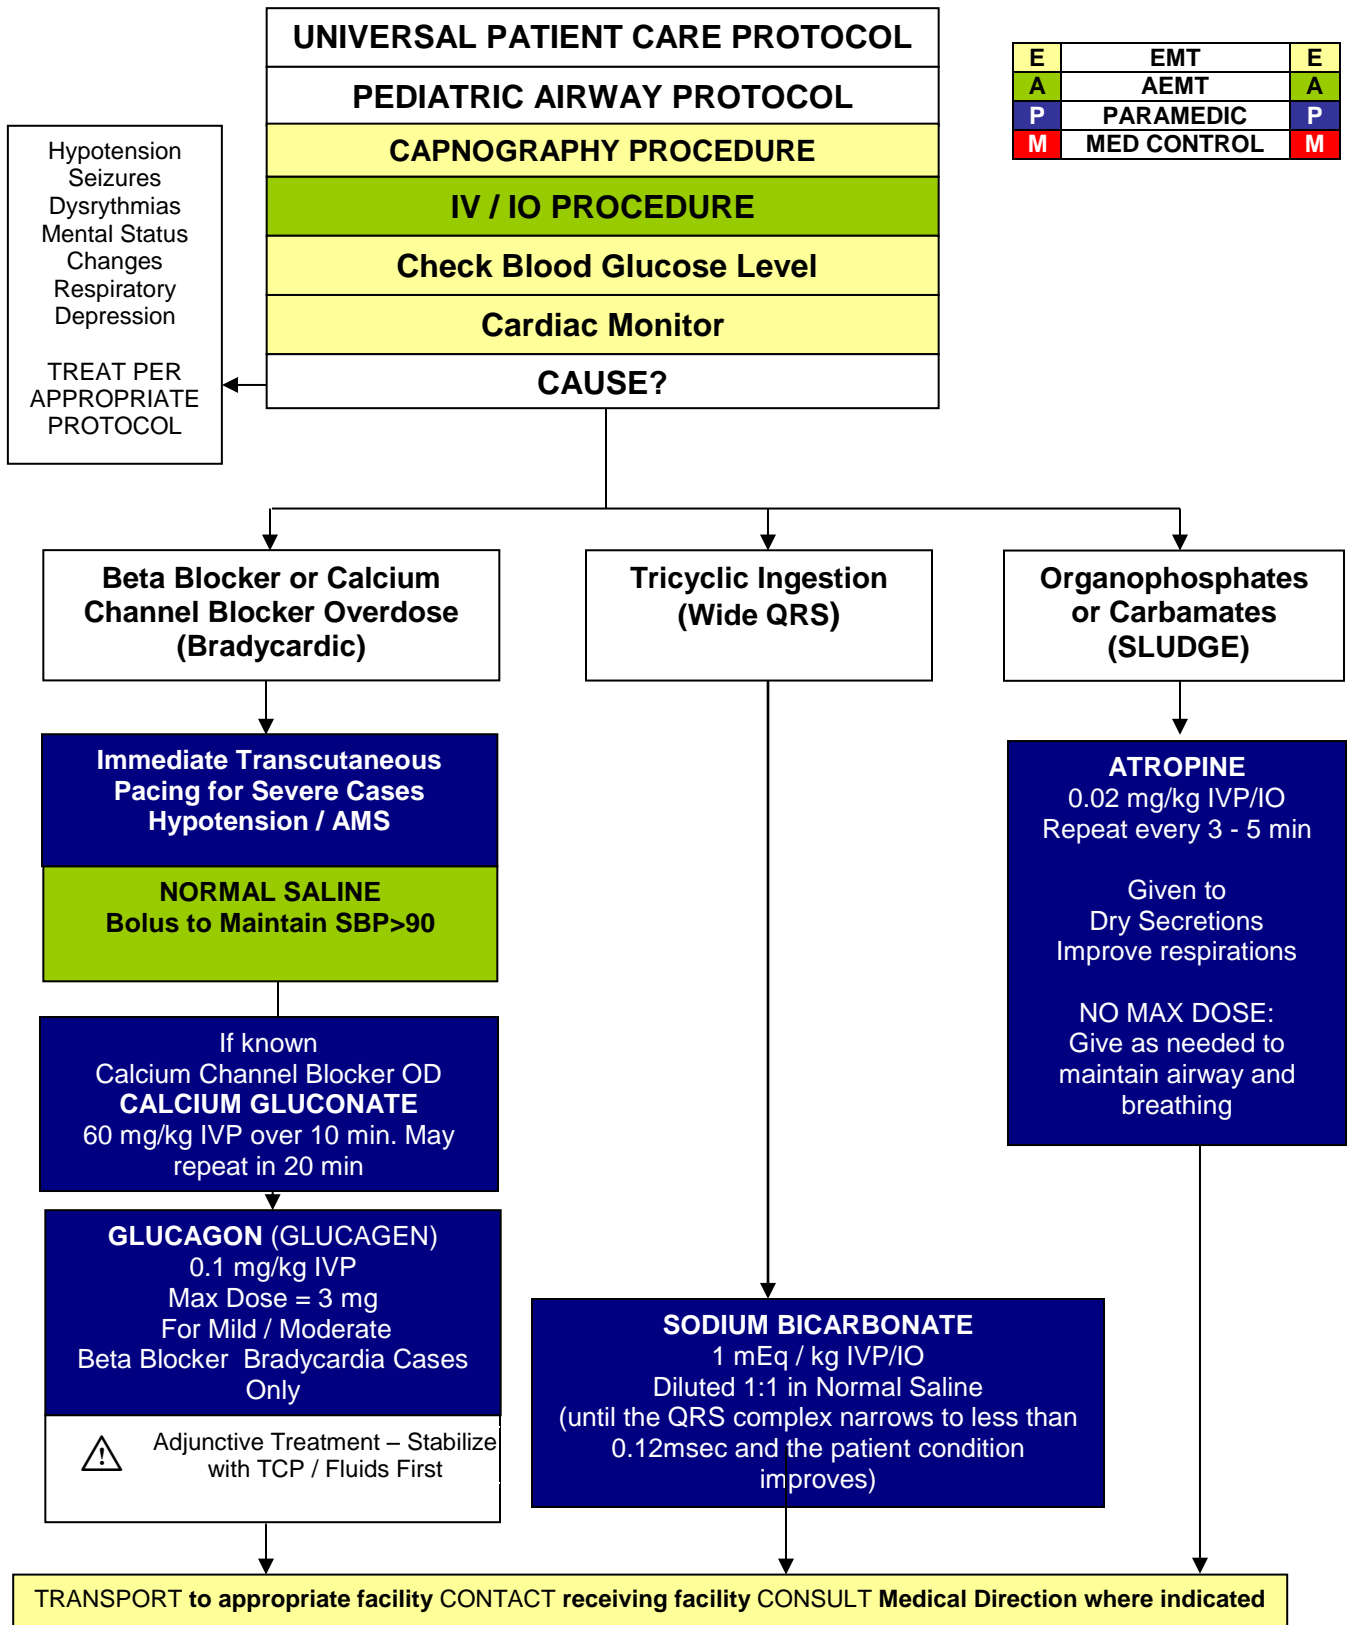 UNIVERSAL PATIENT CARE PROTOCOL
PEDIATRIC AIRWAY PROTOCOL
CAPNOGRAPHY PROCEDURE
IV / IO PROCEDURE
Check Blood Glucose Level
Cardiac Monitor
CAUSE?
E EMT E
A AEMT A
P PARAMEDIC P
M MED CONTROL M
Hypotension
Seizures
Dysrythmias
Mental Status
Changes
Respiratory
Depression
TREAT PER
APPROPRIATE
PROTOCOL
Beta Blocker or Calcium
Channel Blocker Overdose
(Bradycardic)
Immediate Transcutaneous
Pacing for Severe Cases
Hypotension / AMS
NORMAL SALINE
Bolus to Maintain SBP>90
If known
Calcium Channel Blocker OD
CALCIUM GLUCONATE
60 mg/kg IVP over 10 min. May
repeat in 20 min
GLUCAGON (GLUCAGEN)
0.1 mg/kg IVP
Max Dose = 3 mg
For Mild / Moderate
Beta Blocker Bradycardia Cases
Only
Adjunctive Treatment – Stabilize
with TCP / Fluids First
Tricyclic Ingestion
(Wide QRS)
SODIUM BICARBONATE
1 mEq / kg IVP/IO
Diluted 1:1 in Normal Saline
(until the QRS complex narrows to less than
0.12msec and the patient condition
improves)
Organophosphates
or Carbamates
(SLUDGE)
ATROPINE
0.02 mg/kg IVP/IO
Repeat every 3 - 5 min
Given to
Dry Secretions
Improve respirations
NO MAX DOSE:
Give as needed to
maintain airway and
breathing
TRANSPORT to appropriate facility CONTACT receiving facility CONSULT Medical Direction where indicated